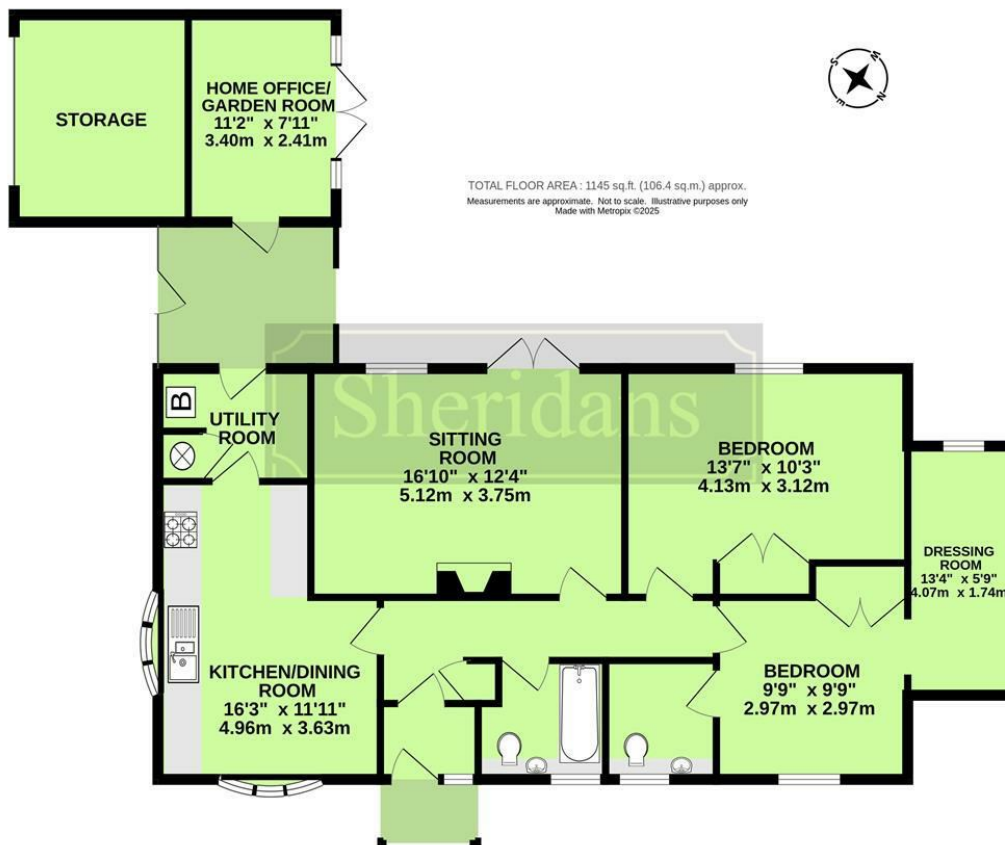 STORAGE
HOME OFFICE/
GARDEN ROOM
11'2" x 7'11"
3.40m x 2.41m
S
W
E
N
TOTAL FLOOR AREA : 1145 sq.ft. (106.4 sq.m.) approx.
Measurements are approximate. Not to scale. Illustrative purposes only
Made with Metropix ©2025
Sheridans
B
UTILITY
ROOM
SITTING
ROOM
16'10" x 12'4"
5.12m x 3.75m
BEDROOM
13'7" x 10'3"
4.13m x 3.12m
DRESSING
ROOM
13'4" x 5'9"
4.07m x 1.74m
KITCHEN/DINING
ROOM
16'3" x 11'11"
4.96m x 3.63m
BEDROOM
9'9" x 9'9"
2.97m x 2.97m